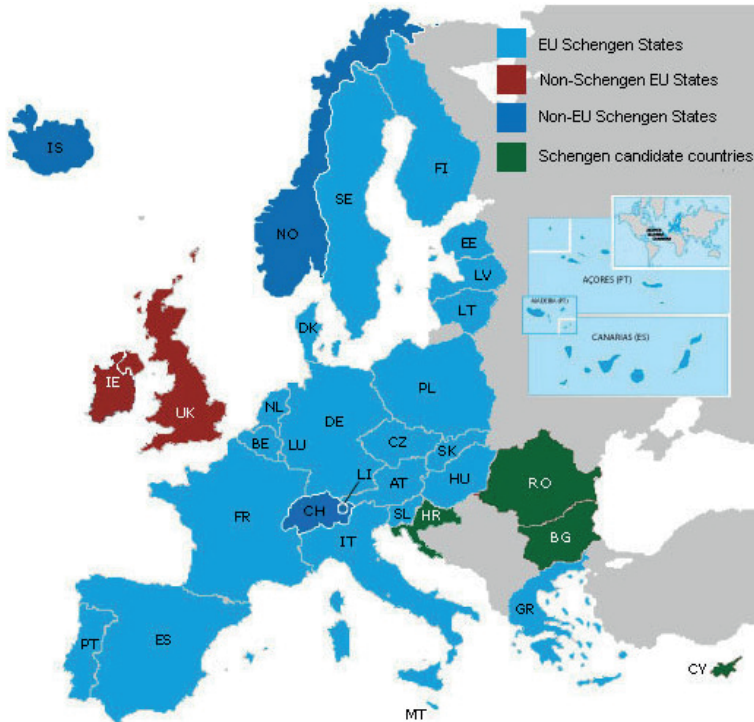 EU Schengen States
Non-Schengen EU States
Non-EU Schengen States
Schengen candidate countries
IS
FI
SE
NO
EE
LV
LT
DK
AÇORES (PT)
MADEIRA (PT)
CANARIAS (ES)
IE
UK
NL
BE
LU
DE
PL
CZ
SK
LI
AT
HU
RO
CH
FR
SL
HR
IT
BG
GR
PT
ES
CY
MT